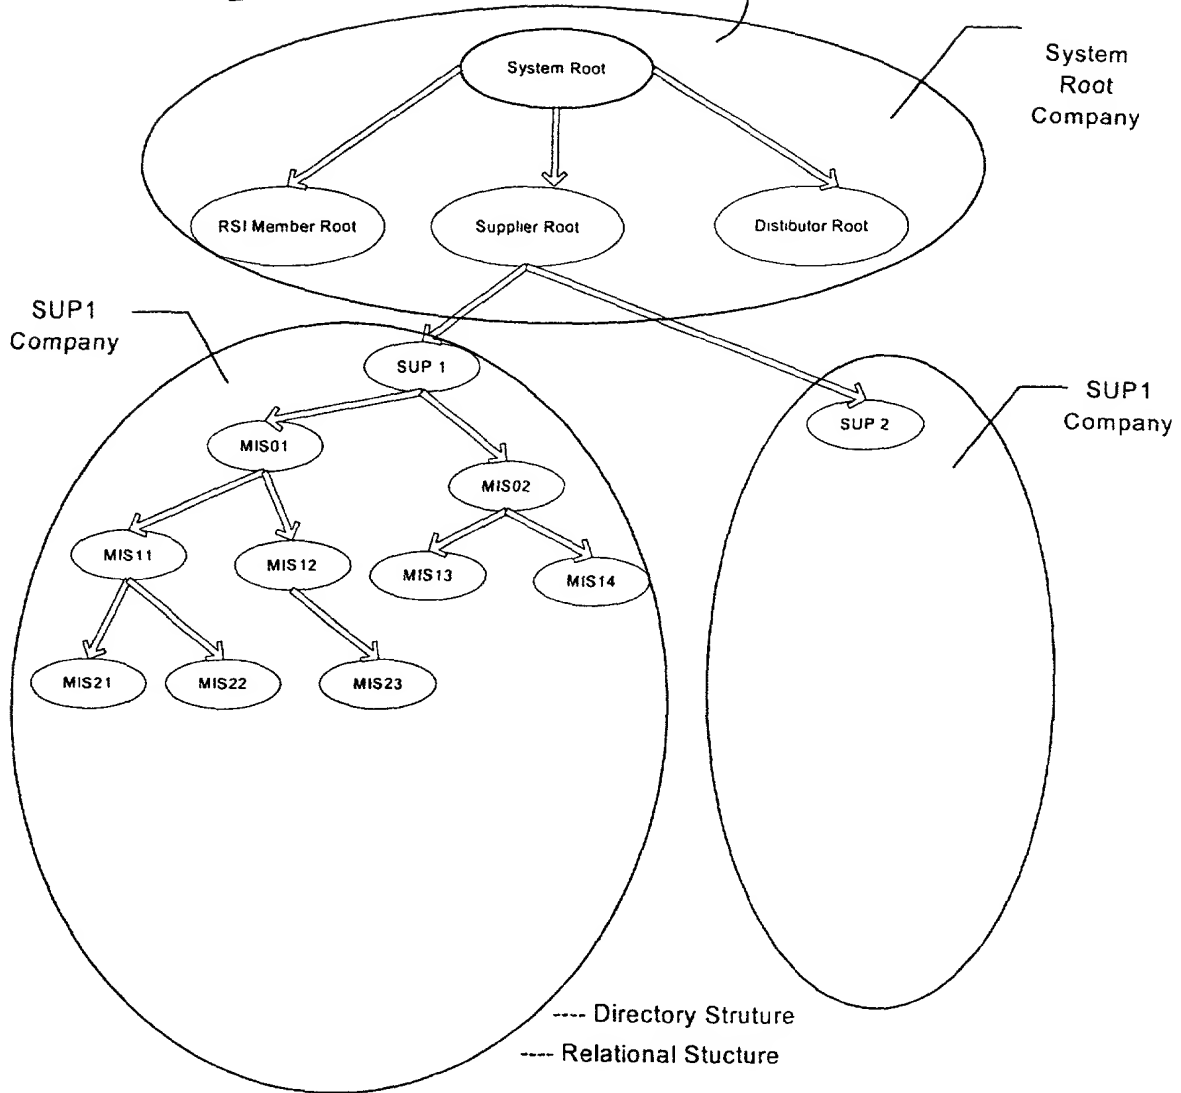 System Root
System
Root
Company
RSI Member Root
Supplier Root
Distibutor Root
SUP1
Company
SUP 1
SUP1
Company
SUP 2
MIS01
MIS02
MIS11
MIS12
MIS13
MIS14
MIS21
MIS22
MIS23
---- Directory Struture
---- Relational Stucture